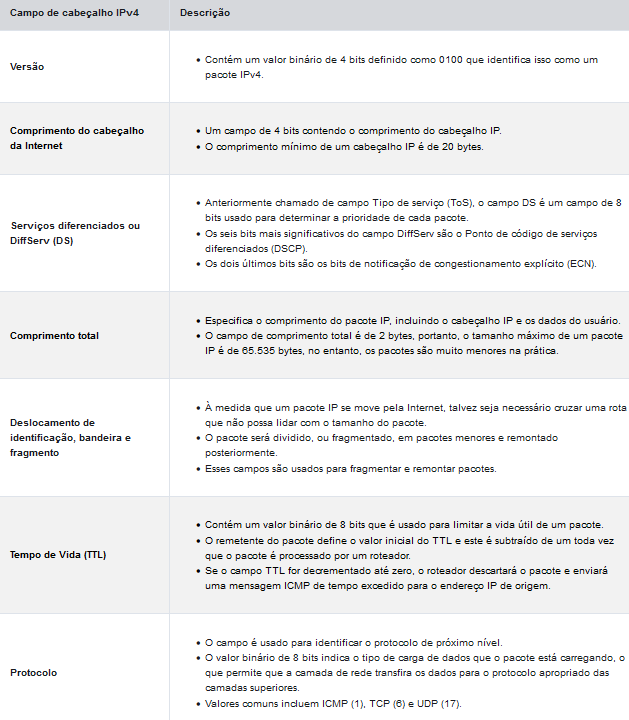 Campo de cabeçalho IPv4 Descrição
Versão
• Contém um valor binário de 4 bits definido como 0100 que identifica isso como um
pacote IPv4.
Comprimento do cabeçalho
da Internet
• Um campo de 4 bits contendo o comprimento do cabeçalho IP.
• O comprimento mínimo de um cabeçalho IP é de 20 bytes.
Serviços diferenciados ou
DiffServ (DS)
• Anteriormente chamado de campo Tipo de serviço (ToS), o campo DS é um campo de 8
bits usado para determinar a prioridade de cada pacote.
• Os seis bits mais significativos do campo DiffServ são o Ponto de código de serviços
diferenciados (DSCP).
• Os dois últimos bits são os bits de notificação de congestionamento explícito (ECN).
Comprimento total
• Especifica o comprimento do pacote IP, incluindo o cabeçalho IP e os dados do usuário.
• O campo de comprimento total é de 2 bytes, portanto, o tamanho máximo de um pacote
IP é de 65.535 bytes, no entanto, os pacotes são muito menores na prática.
Deslocamento de
identificação, bandeira e
fragmento
• À medida que um pacote IP se move pela Internet, talvez seja necessário cruzar uma rota
que não possa lidar com o tamanho do pacote.
• O pacote será dividido, ou fragmentado, em pacotes menores e remontado
posteriormente.
• Esses campos são usados para fragmentar e remontar pacotes.
Tempo de Vida (TTL)
• Contém um valor binário de 8 bits que é usado para limitar a vida útil de um pacote.
• O remetente do pacote define o valor inicial do TTL e este é subtraído de um toda vez
que o pacote é processado por um roteador.
• Se o campo TTL for decrementado até zero, o roteador descartará o pacote e enviará
uma mensagem ICMP de tempo excedido para o endereço IP de origem.
Protocolo
• O campo é usado para identificar o protocolo de próximo nível.
• O valor binário de 8 bits indica o tipo de carga de dados que o pacote está carregando, o
que permite que a camada de rede transfira os dados para o protocolo apropriado das
camadas superiores.
• Valores comuns incluem ICMP (1), TCP (6) e UDP (17).